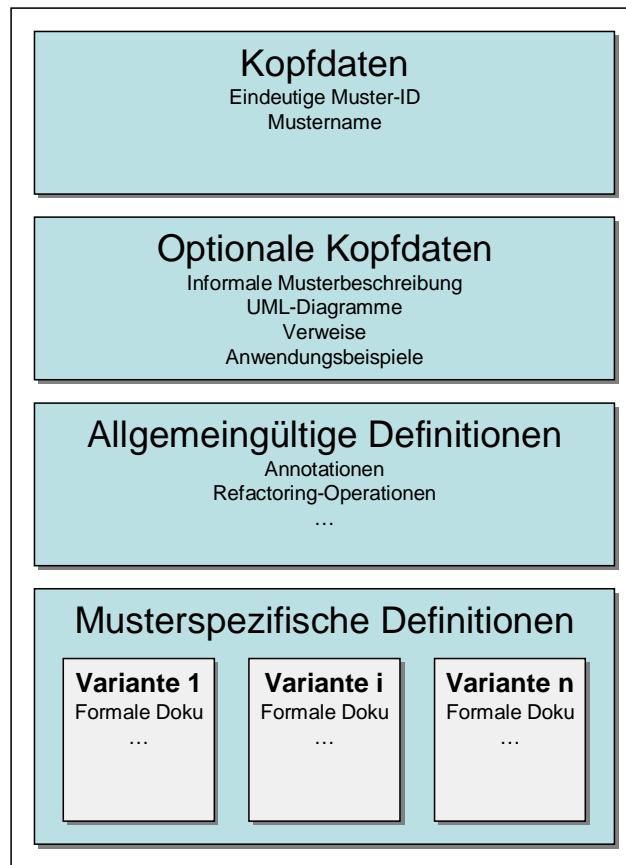 Kopfdaten
Eindeutige Muster-ID
Mustername
Optionale Kopfdaten
Informale Musterbeschreibung
UML-Diagramme
Verweise
Anwendungsbeispiele
Allgemeingültige Definitionen
Annotationen
Refactoring-Operationen
…
Musterspezifische Definitionen
Variante 1
Formale Doku
…
Variante i
Formale Doku
…
Variante n
Formale Doku
…